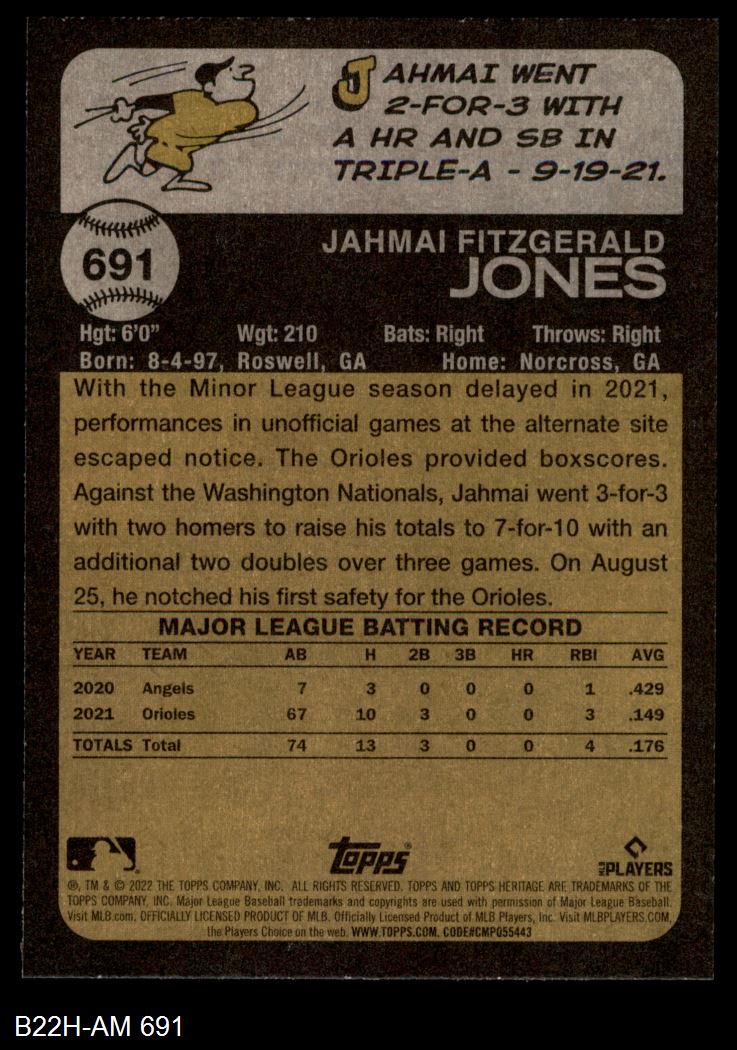 JAHMAI WENT
2-FOR-3 WITH
A HR AND SB IN
TRIPLE-A - 9-19-21.
691
JAHMAI FITZGERALD
JONES
Hgt: 6'0" Wgt: 210 Bats: Right Throws: Right
Born: 8-4-97, Roswell, GA Home: Norcross, GA
With the Minor League season delayed in 2021,
performances in unofficial games at the alternate site
escaped notice. The Orioles provided boxscores.
Against the Washington Nationals, Jahmai went 3-for-3
with two homers to raise his totals to 7-for-10 with an
additional two doubles over three games. On August
25, he notched his first safety for the Orioles.
MAJOR LEAGUE BATTING RECORD
YEAR TEAM AB H 2B 3B HR RBI AVG
2020 Angels 7 3 0 0 0 1 .429
2021 Orioles 67 10 3 0 0 3 .149
TOTALS Total 74 13 3 0 0 4 .176
Topps
MLB PLAYERS
®, TM & © 2022 THE TOPPS COMPANY, INC. ALL RIGHTS RESERVED. TOPPS AND TOPPS HERITAGE ARE TRADEMARKS OF THE
TOPPS COMPANY, INC. Major League Baseball trademarks and copyrights are used with permission of Major League Baseball.
Visit MLB.com. OFFICIALLY LICENSED PRODUCT OF MLB. Officially Licensed Product of MLB Players, Inc. Visit MLBPLAYERS.COM,
the Players Choice on the web. WWW.TOPPS.COM. CODE#CMP055443
B22H-AM 691